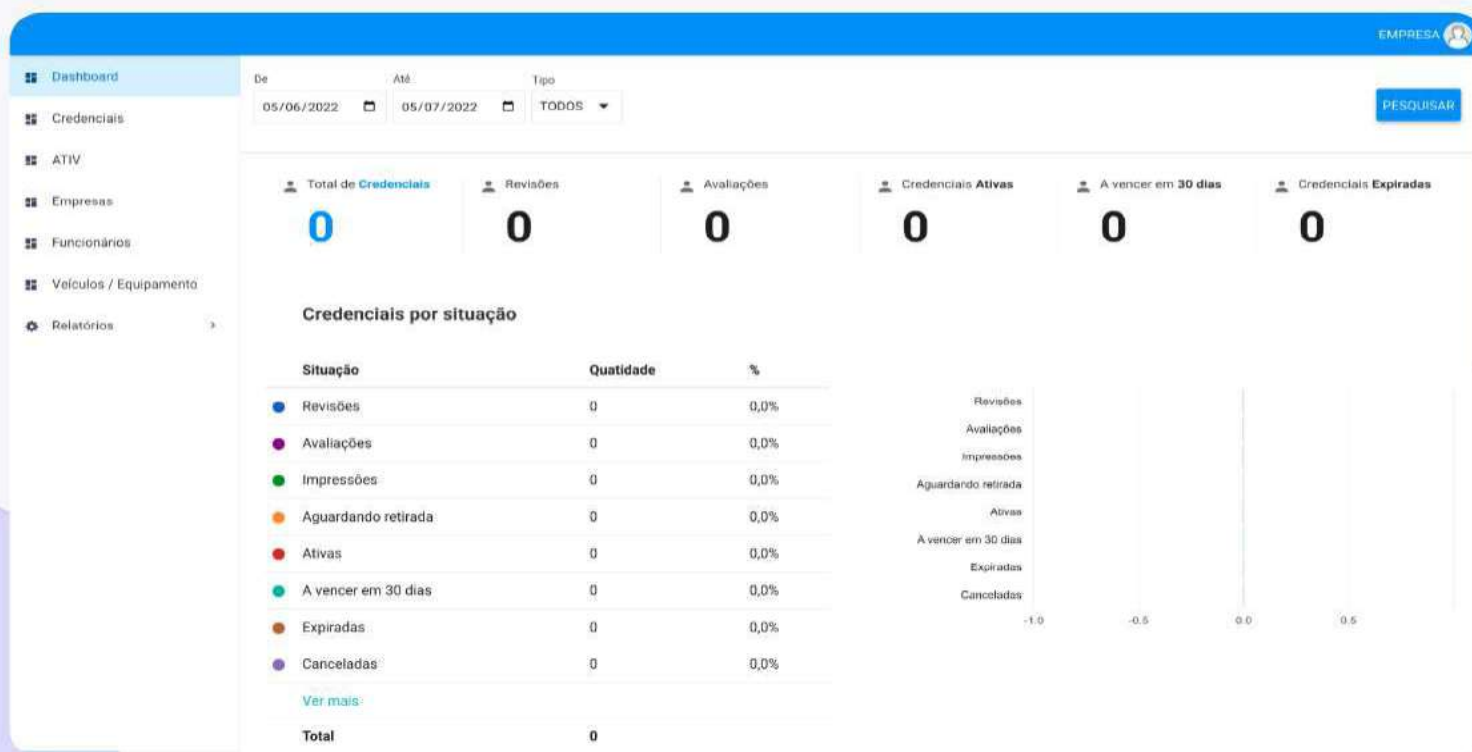 EMPRESA
Dashboard
Credenciais
ATIV
Empresas
Funcionários
Veículos / Equipamento
Relatórios
De Até Tipo
05/06/2022 05/07/2022 TODOS
PESQUISAR
Total de Credenciais Revisões Avaliações Credenciais Ativas A vencer em 30 dias Credenciais Expiradas
0 0 0 0 0 0
Credenciais por situação
Situação Quatidade %
Revisões 0 0,0%
Avaliações 0 0,0%
Impressões 0 0,0%
Aguardando retirada 0 0,0%
Ativas 0 0,0%
A vencer em 30 dias 0 0,0%
Expiradas 0 0,0%
Canceladas 0 0,0%
Ver mais
Total 0
Revisões
Avaliações
Impressões
Aguardando retirada
Ativas
A vencer em 30 dias
Expiradas
Canceladas
-1.0 -0.5 0.0 0.5